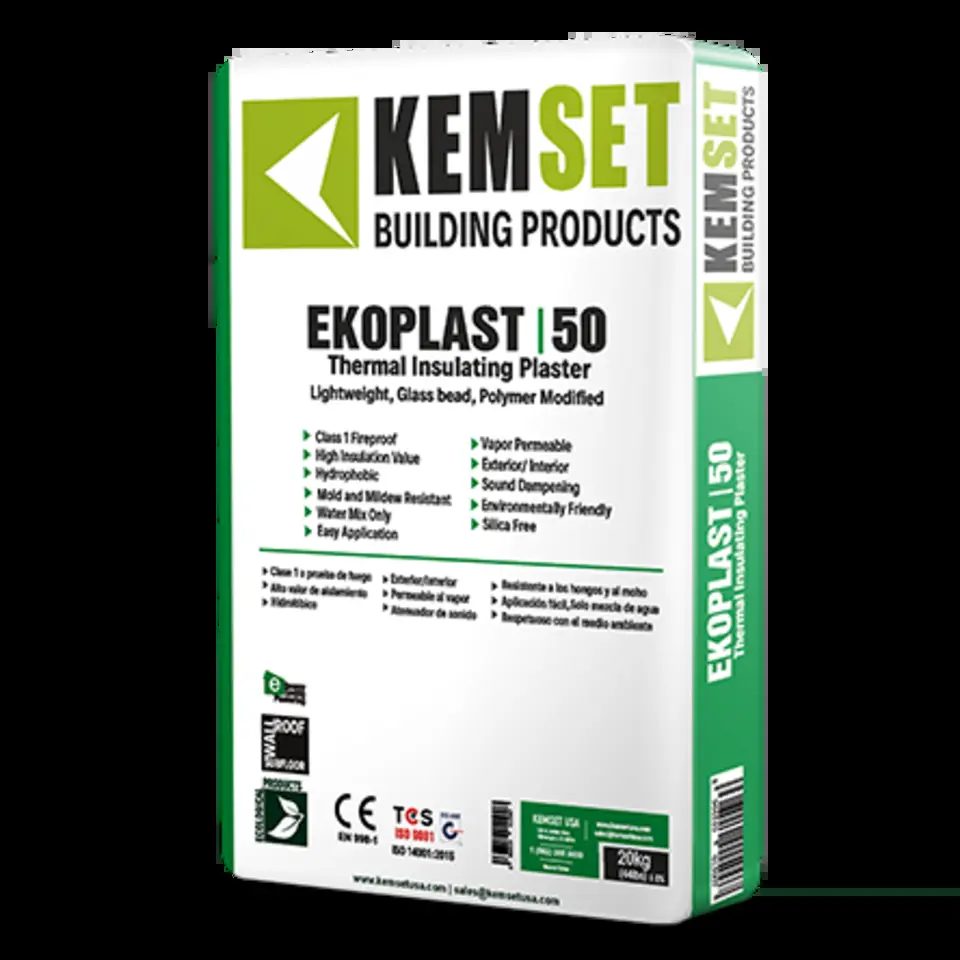 KEMSET
BUILDING PRODUCTS
EKOPLAST | 50
Thermal Insulating Plaster
Lightweight, Glass bead, Polymer Modified
Class 1 Fireproof
High Insulation Value
Hydrophobic
Mold and Mildew Resistant
Water Mix Only
Easy Application
Vapor Permeable
Exterior/ Interior
Sound Dampening
Environmentally Friendly
Silica Free
Clase 1 a prueba de fuego
Alto valor de aislamiento
Hidrofóbico
Exterior/Interior
Permeable al vapor
Atenuador de sonido
Resistente a los hongos y al moho
Aplicación fácil, Solo mezcla de agua
Respetuoso con el medio ambiente
e
WALL
ROOF
SUBFLOOR
PRODUCTS
ECOLOGICAL
CE
EN 998-1
TCS
ISO 9001
ISO 14001:2015
KEMSET USA
20kg
(44lbs)
www.kemsetusa.com | sales@kemsetusa.com
KEMSET
BUILDING PRODUCTS
EKOPLAST | 50
Thermal Insulating Plaster